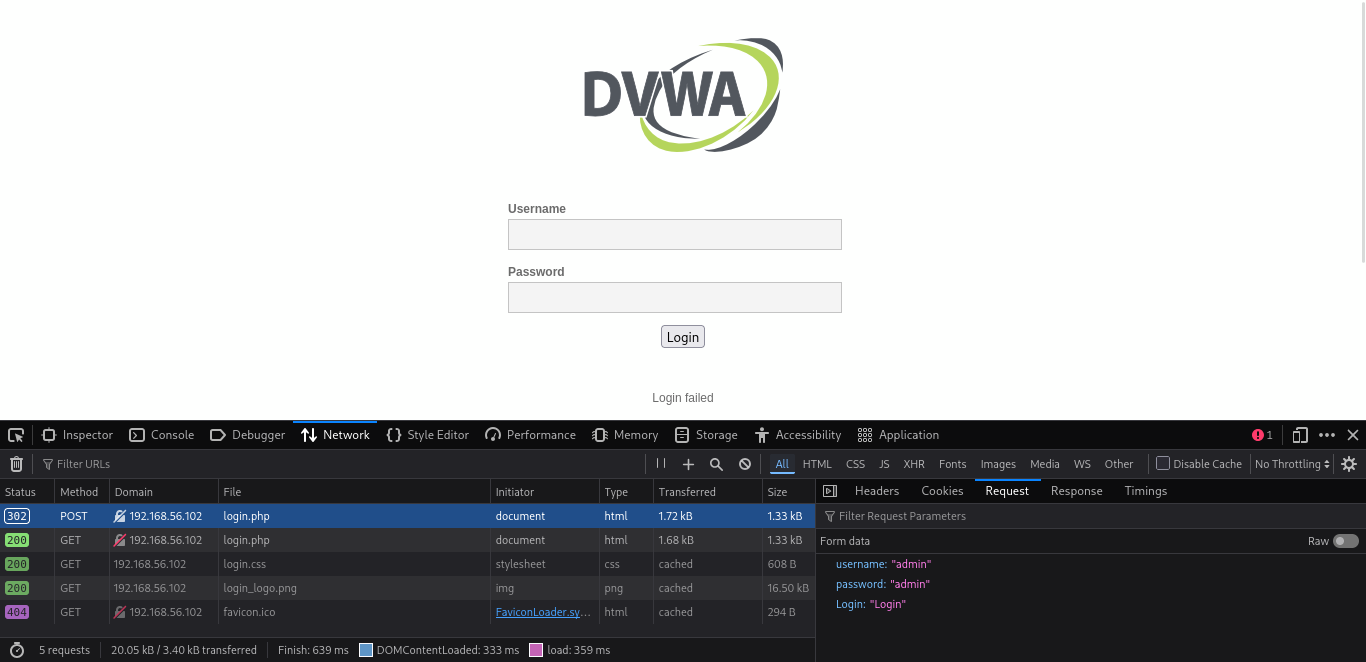 DVWA
Username
Password
Login
Login failed
Inspector Console Debugger Network Style Editor Performance Memory Storage Accessibility Application 1
Filter URLs All HTML CSS JS XHR Fonts Images Media WS Other Disable Cache No Throttling
Status Method Domain File Initiator Type Transferred Size
302 POST 192.168.56.102 login.php document html 1.72 kB 1.33 kB
200 GET 192.168.56.102 login.php document html 1.68 kB 1.33 kB
200 GET 192.168.56.102 login.css stylesheet css cached 608 B
200 GET 192.168.56.102 login_logo.png img png cached 16.50 kB
404 GET 192.168.56.102 favicon.ico FaviconLoader.sy… html cached 294 B
5 requests 20.05 kB / 3.40 kB transferred Finish: 639 ms DOMContentLoaded: 333 ms load: 359 ms
Headers Cookies Request Response Timings
Filter Request Parameters
Form data Raw
username: "admin"
password: "admin"
Login: "Login"